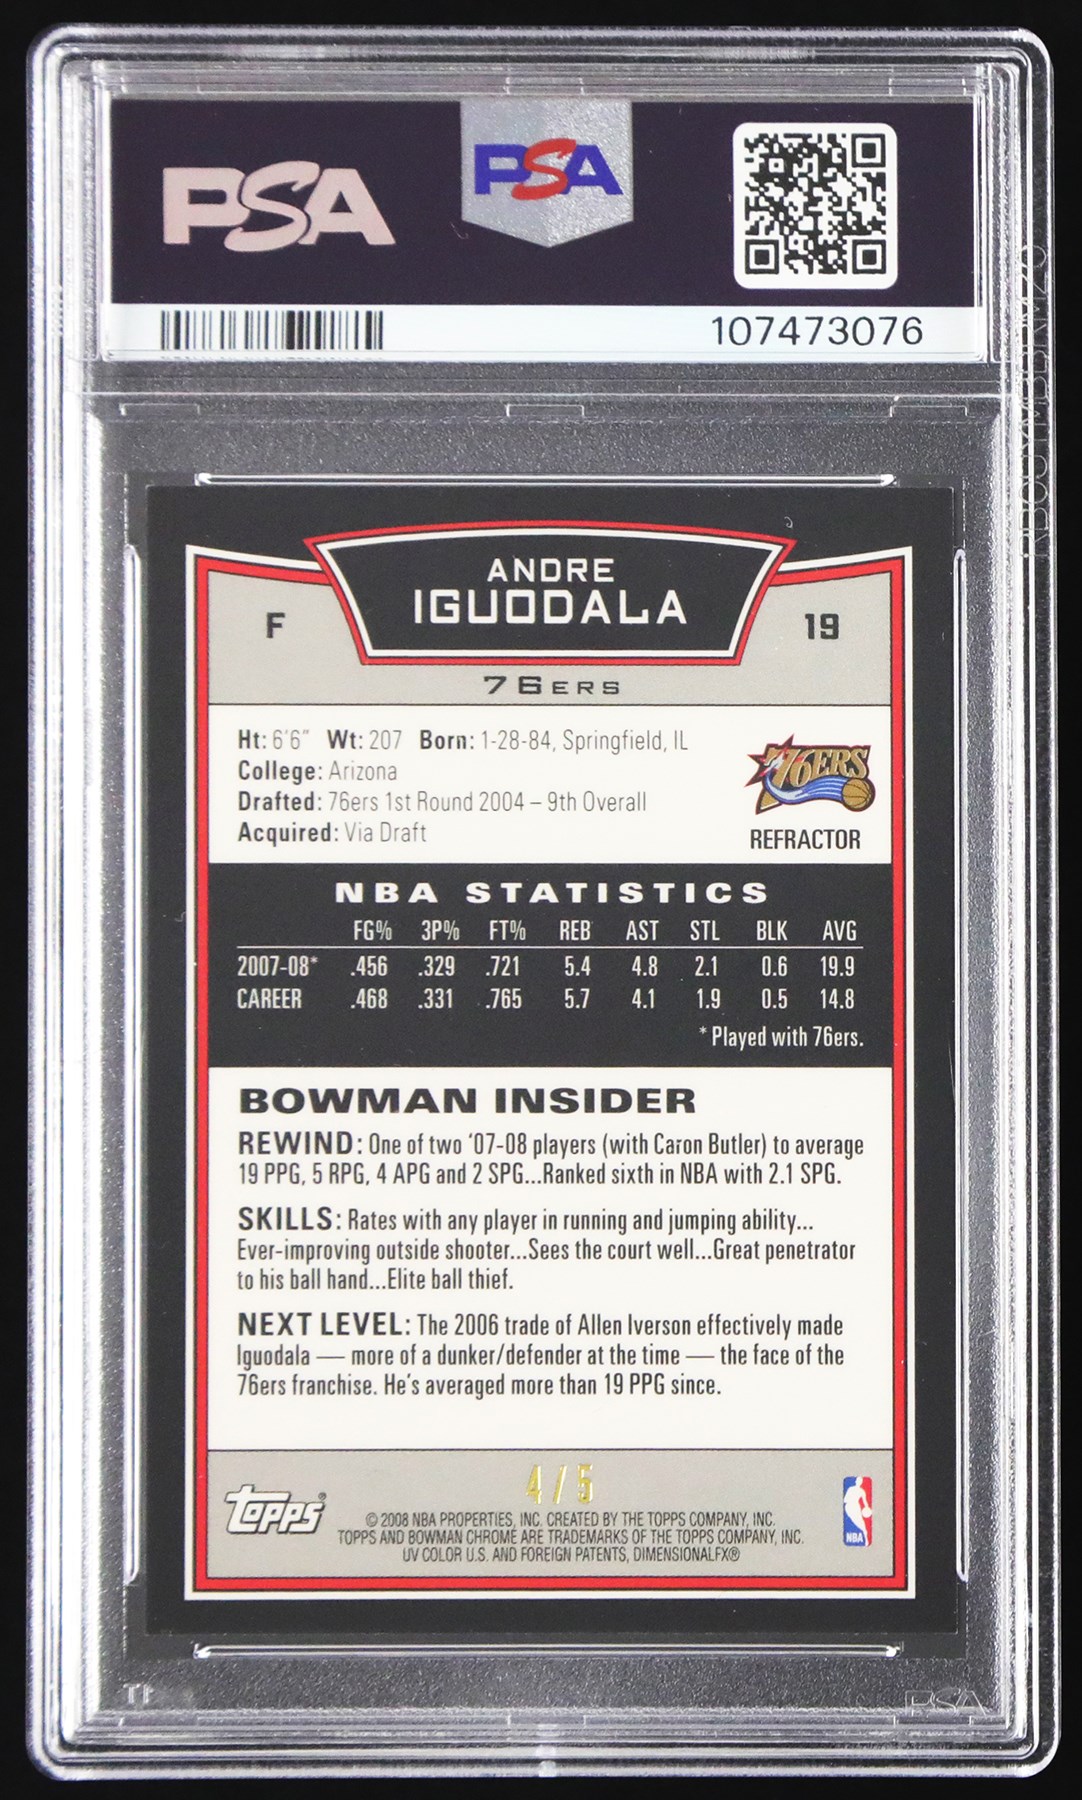 PSA
PSA
107473076
ANDRE
IGUODALA
F
19
76ERS
Ht: 6'6" Wt: 207 Born: 1-28-84, Springfield, IL
College: Arizona
Drafted: 76ers 1st Round 2004 – 9th Overall
Acquired: Via Draft
76ERS
REFRACTOR
NBA STATISTICS
FG% 3P% FT% REB AST STL BLK AVG
2007-08* .456 .329 .721 5.4 4.8 2.1 0.6 19.9
CAREER .468 .331 .765 5.7 4.1 1.9 0.5 14.8
* Played with 76ers.
BOWMAN INSIDER
REWIND: One of two '07-08 players (with Caron Butler) to average
19 PPG, 5 RPG, 4 APG and 2 SPG...Ranked sixth in NBA with 2.1 SPG.
SKILLS: Rates with any player in running and jumping ability...
Ever-improving outside shooter...Sees the court well...Great penetrator
to his ball hand...Elite ball thief.
NEXT LEVEL: The 2006 trade of Allen Iverson effectively made
Iguodala — more of a dunker/defender at the time — the face of the
76ers franchise. He's averaged more than 19 PPG since.
4/5
Topps®
© 2008 NBA PROPERTIES, INC. CREATED BY THE TOPPS COMPANY, INC.
TOPPS AND BOWMAN CHROME ARE TRADEMARKS OF THE TOPPS COMPANY, INC.
UV COLOR U.S. AND FOREIGN PATENTS, DIMENSIONALFX®
NBA
PSA